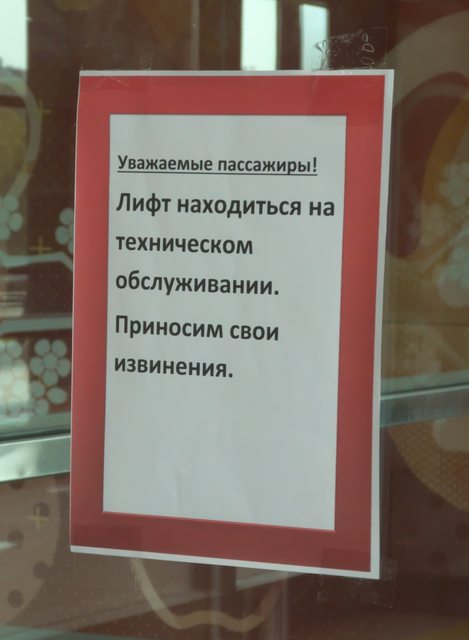 Уважаемые пассажиры!
Лифт находиться на
техническом
обслуживании.
Приносим свои
извинения.